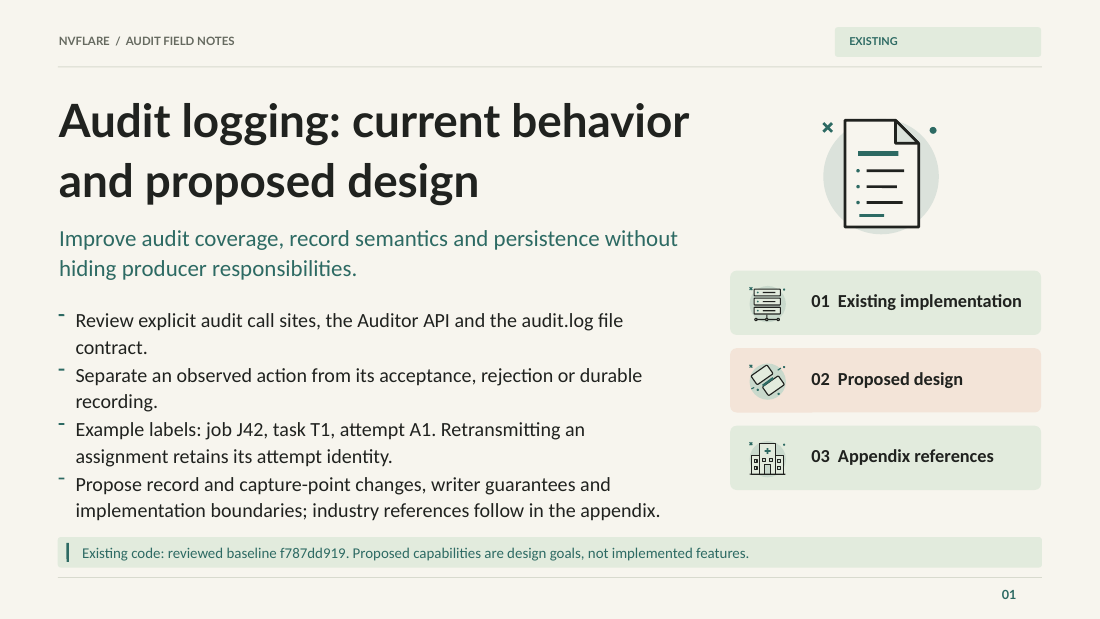 NVFLARE / AUDIT FIELD NOTES
EXISTING
Audit logging: current behavior
and proposed design
Improve audit coverage, record semantics and persistence without
hiding producer responsibilities.
- Review explicit audit call sites, the Auditor API and the audit.log file
contract.
- Separate an observed action from its acceptance, rejection or durable
recording.
- Example labels: job J42, task T1, attempt A1. Retransmitting an
assignment retains its attempt identity.
- Propose record and capture-point changes, writer guarantees and
implementation boundaries; industry references follow in the appendix.
01 Existing implementation
02 Proposed design
03 Appendix references
Existing code: reviewed baseline f787dd919. Proposed capabilities are design goals, not implemented features.
01